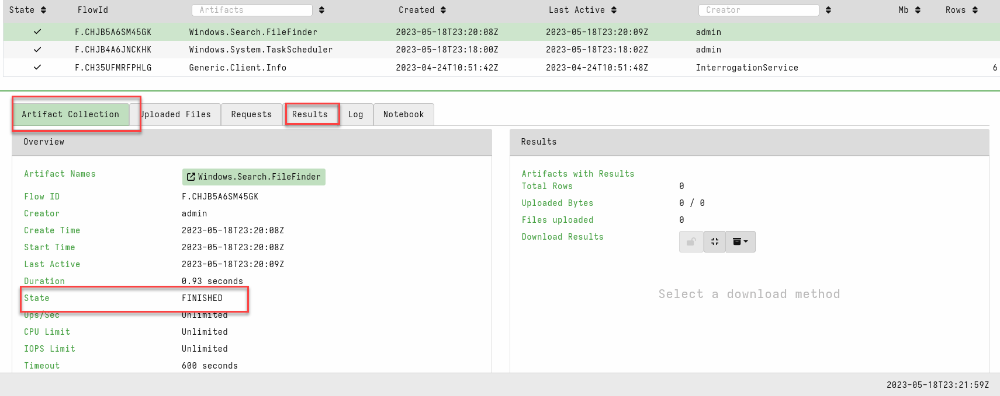 State FlowId Artifacts Created Last Active Creator Mb Rows
F.CHJB5A6SM45GK Windows.Search.FileFinder 2023-05-18T23:20:08Z 2023-05-18T23:20:09Z admin
F.CHJB4A6JNCKHK Windows.System.TaskScheduler 2023-05-18T23:18:00Z 2023-05-18T23:18:02Z admin
F.CH35UFMRFPHLG Generic.Client.Info 2023-04-24T10:51:42Z 2023-04-24T10:51:48Z InterrogationService 6
Artifact Collection Uploaded Files Requests Results Log Notebook
Overview
Artifact Names Windows.Search.FileFinder
Flow ID F.CHJB5A6SM45GK
Creator admin
Create Time 2023-05-18T23:20:08Z
Start Time 2023-05-18T23:20:08Z
Last Active 2023-05-18T23:20:09Z
Duration 0.93 seconds
State FINISHED
Ops/Sec Unlimited
CPU Limit Unlimited
IOPS Limit Unlimited
Timeout 600 seconds
Results
Artifacts with Results
Total Rows 0
Uploaded Bytes 0 / 0
Files uploaded 0
Download Results
Select a download method
2023-05-18T23:21:59Z